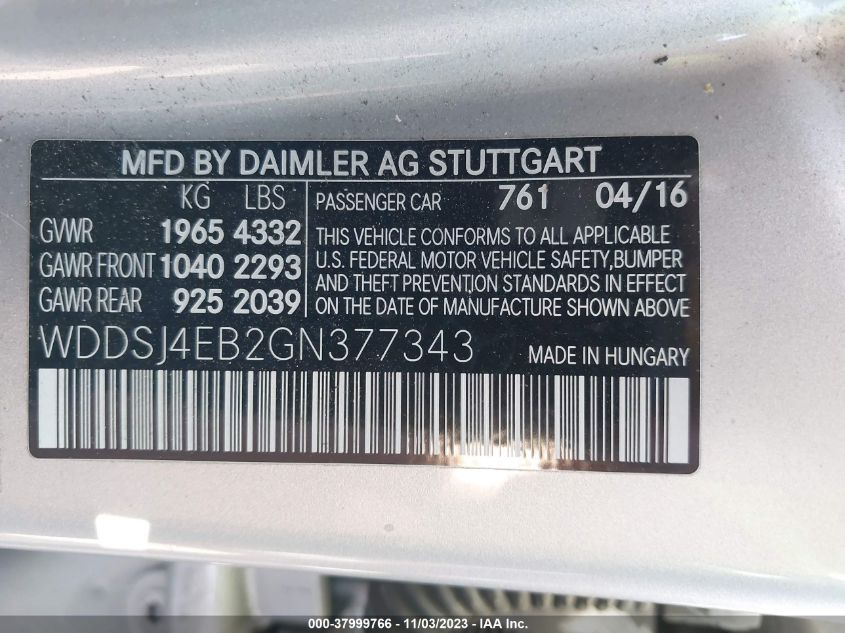 MFD BY DAIMLER AG STUTTGART
KG LBS
GVWR 1965 4332
GAWR FRONT 1040 2293
GAWR REAR 925 2039
PASSENGER CAR 761 04/16
THIS VEHICLE CONFORMS TO ALL APPLICABLE
U.S. FEDERAL MOTOR VEHICLE SAFETY,BUMPER
AND THEFT PREVENTION STANDARDS IN EFFECT
ON THE DATE OF MANUFACTURE SHOWN ABOVE
WDDSJ4EB2GN377343
MADE IN HUNGARY
000-37999766 - 11/03/2023 - © IAA Inc.